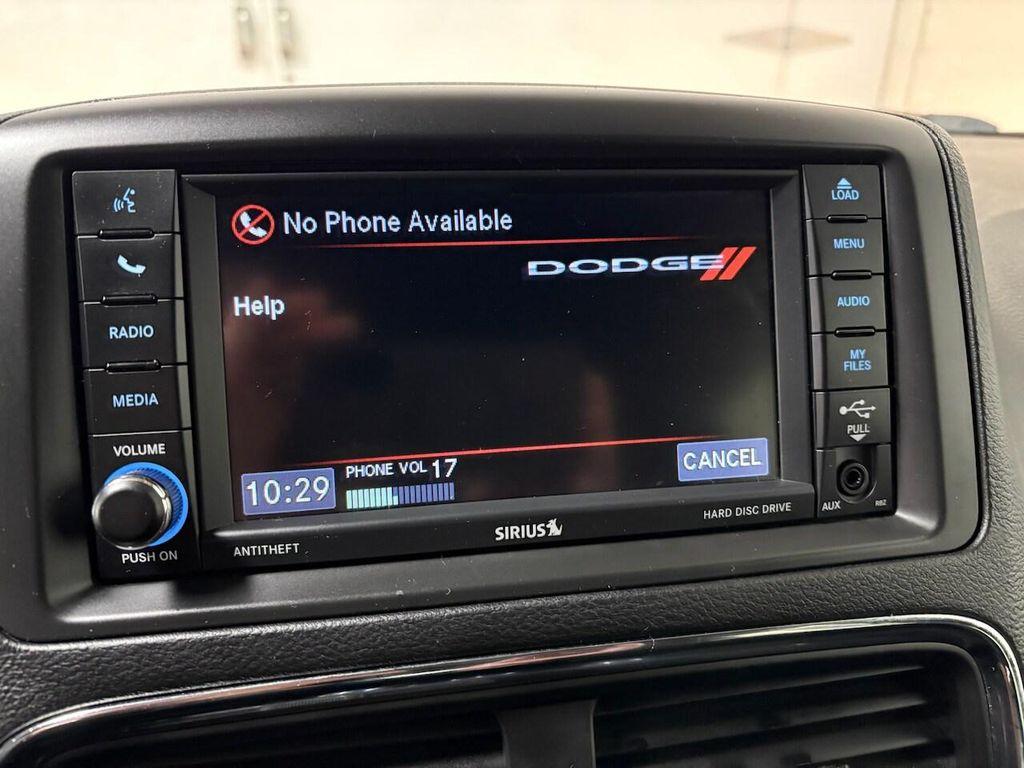 No Phone Available
DODGE
Help
PHONE VOL 17
10:29
CANCEL
RADIO
MEDIA
VOLUME
PUSH ON
ANTITHEFT
SIRIUS
HARD DISC DRIVE
LOAD
MENU
AUDIO
MY
FILES
PULL
AUX
RBZ